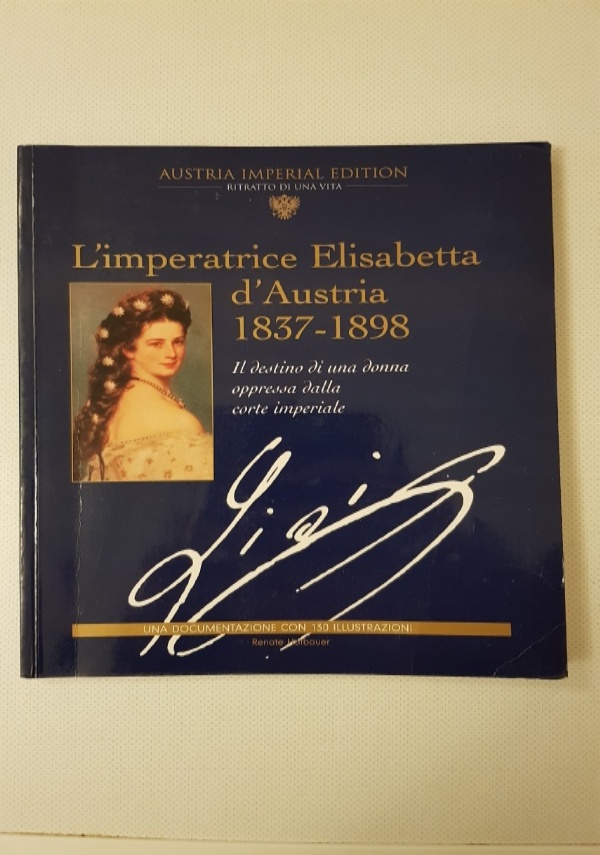 AUSTRIA IMPERIAL EDITION
RITRATTO DI UNA VITA
L'imperatrice Elisabetta
d'Austria
1837-1898
Il destino di una donna
oppressa dalla
corte imperiale
UNA DOCUMENTAZIONE CON 150 ILLUSTRAZIONI
Renate Hofbauer